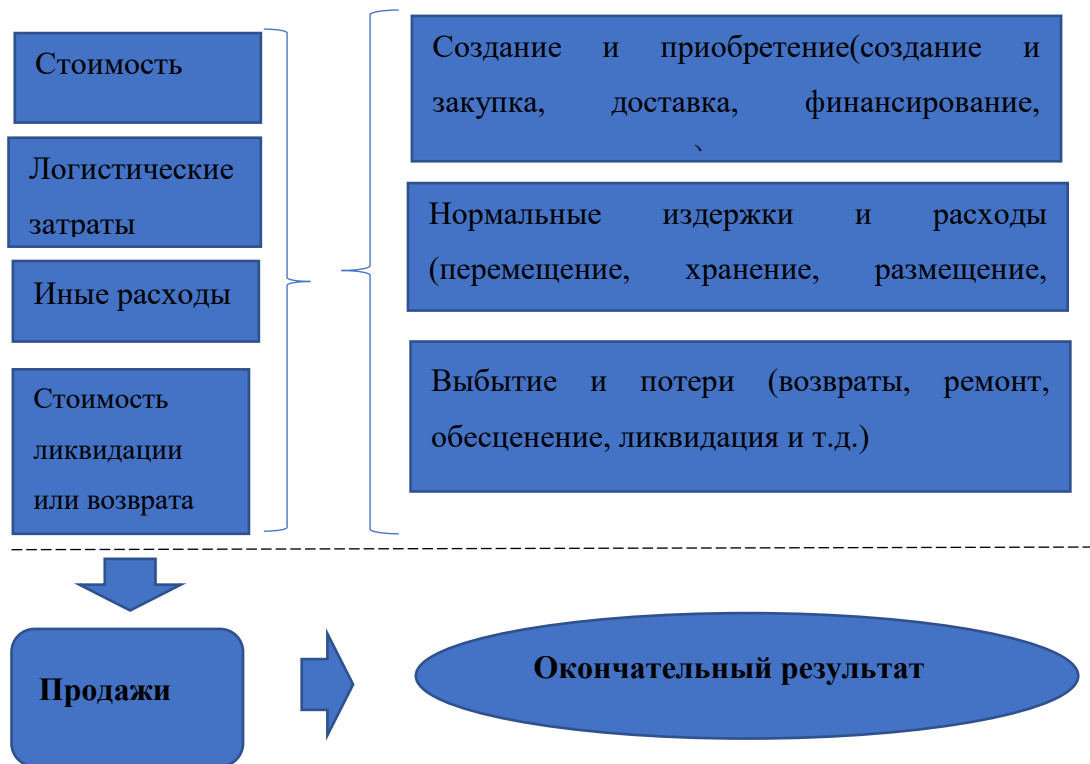 Стоимость
Логистические
затраты
Иные расходы
Стоимость
ликвидации
или возврата
Создание и приобретение(создание и
закупка, доставка, финансирование,
、
Нормальные издержки и расходы
(перемещение, хранение, размещение,
Выбытие и потери (возвраты, ремонт,
обесценение, ликвидация и т.д.)
Продажи
Окончательный результат